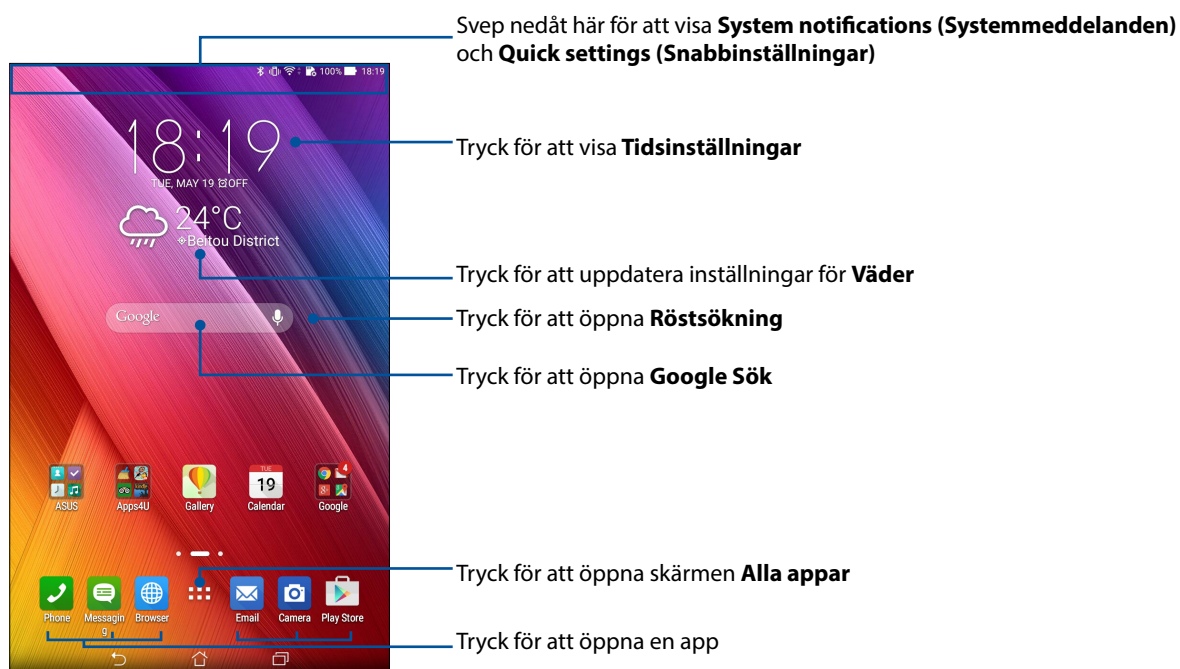 Svep nedåt här för att visa System notifications (Systemmeddelanden)
och Quick settings (Snabbinställningar)
100% 18:19
18:19
TUE, MAY 19 OFF
24°C
Beitou District
Google
Tryck för att visa Tidsinställningar
Tryck för att uppdatera inställningar för Väder
Tryck för att öppna Röstsökning
Tryck för att öppna Google Sök
TUE
19
4
ASUS Apps4U Gallery Calendar Google
Tryck för att öppna skärmen Alla appar
Phone Messagin Browser Email Camera Play Store
g
Tryck för att öppna en app